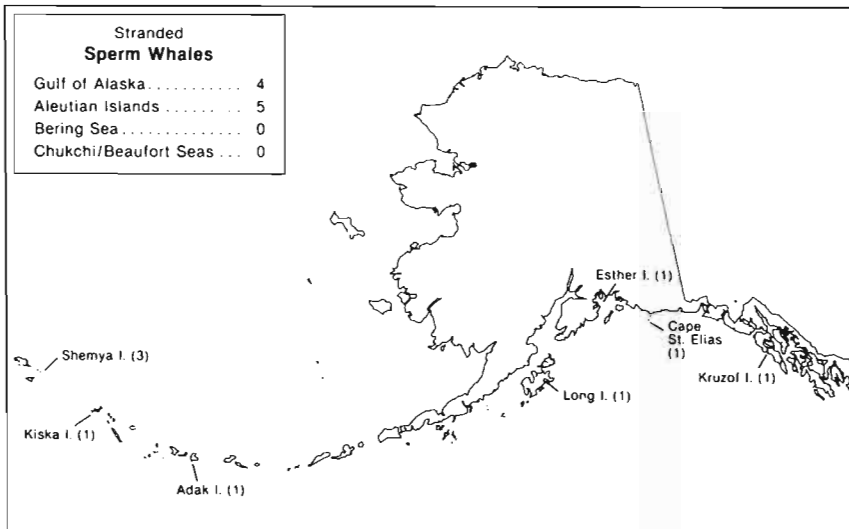 Stranded
Sperm Whales
Gulf of Alaska ........... 4
Aleutian Islands ........ 5
Bering Sea ............. 0
Chukchi/Beaufort Seas ... 0
Esther I. (1)
Cape
St. Elias
(1)
Kruzof I. (1)
Long I. (1)
Shemya I. (3)
Kiska I. (1)
Adak I. (1)